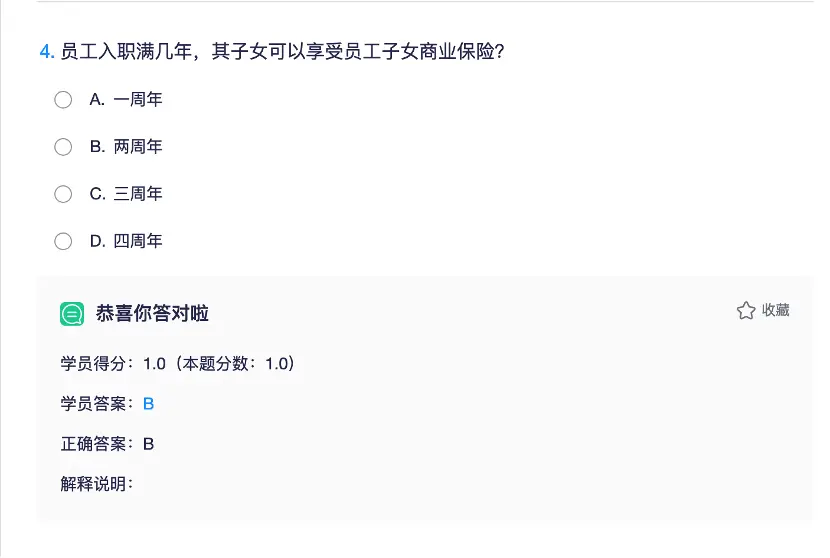 4. 员工入职满几年，其子女可以享受员工子女商业保险？
A. 一周年
B. 两周年
C. 三周年
D. 四周年
恭喜你答对啦
收藏
学员得分：1.0（本题分数：1.0）
学员答案：B
正确答案：B
解释说明：